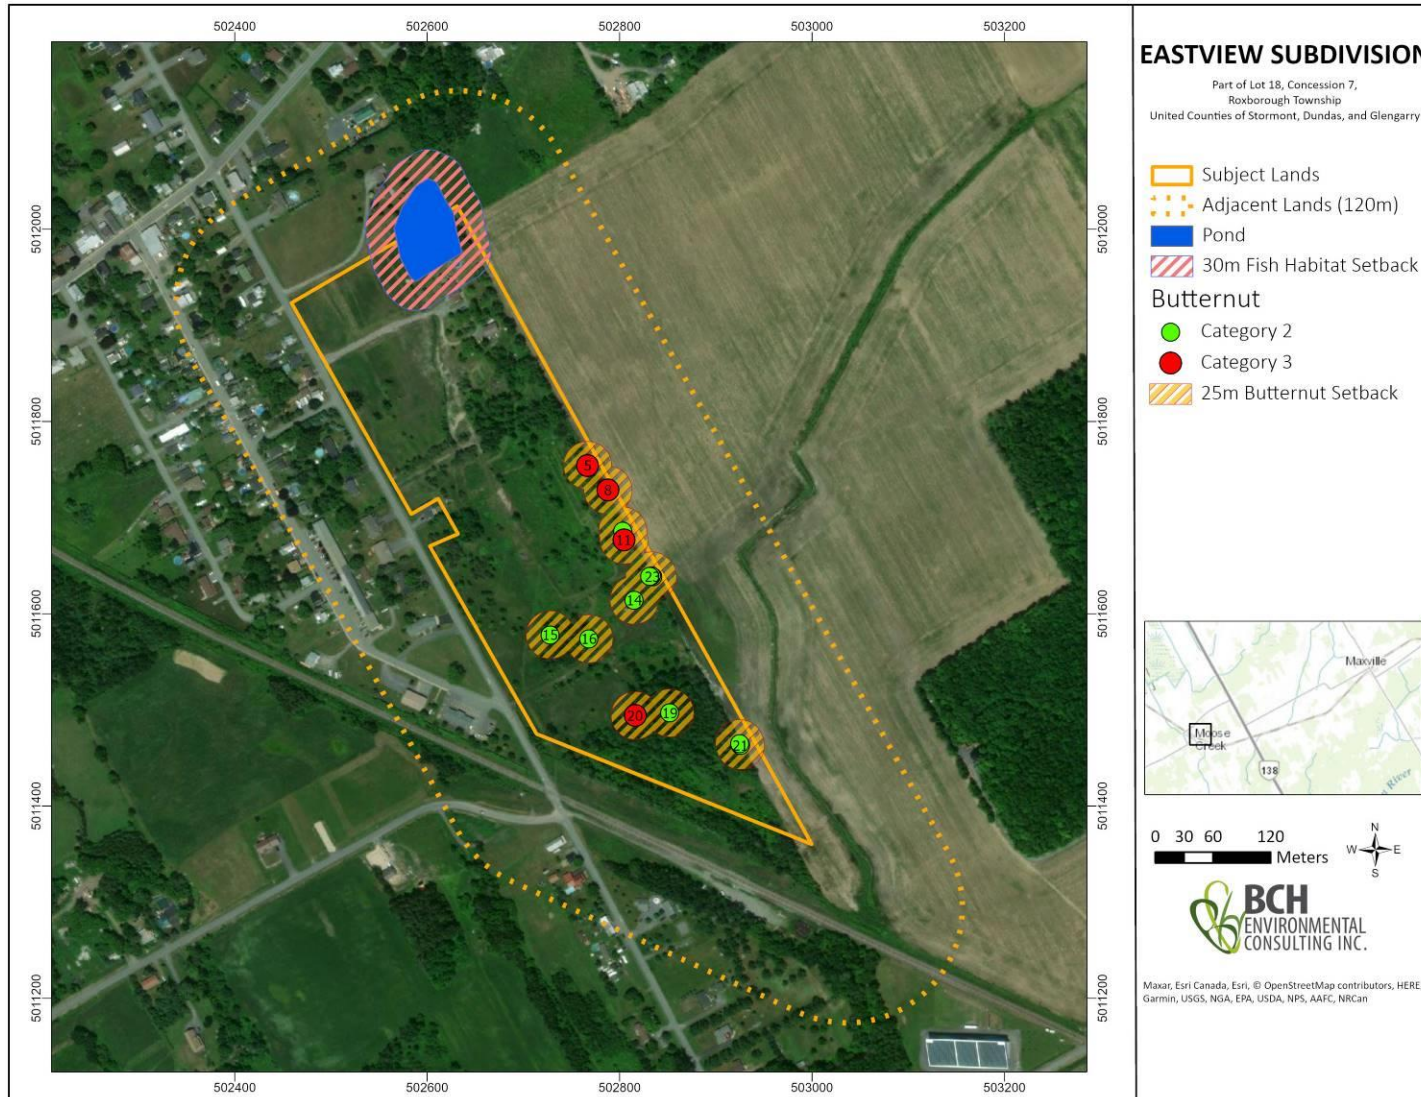 502400 502600 502800 503000 503200
5012000 5012000
5011800 5011800
5011600 5011600
5011400 5011400
5011200 5011200
502400 502600 502800 503000 503200
5
8
11
23
14
15 16
20 19
21
EASTVIEW SUBDIVISION
Part of Lot 18, Concession 7,
Roxborough Township
United Counties of Stormont, Dundas, and Glengarry
Subject Lands
Adjacent Lands (120m)
Pond
30m Fish Habitat Setback
Butternut
Category 2
Category 3
25m Butternut Setback
Maxville
Moose
Creek
138
River
0 30 60 120
Meters
N
W E
S
BCH
ENVIRONMENTAL
CONSULTING INC.
Maxar, Esri Canada, Esri, © OpenStreetMap contributors, HERE,
Garmin, USGS, NGA, EPA, USDA, NPS, AAFC, NRCan